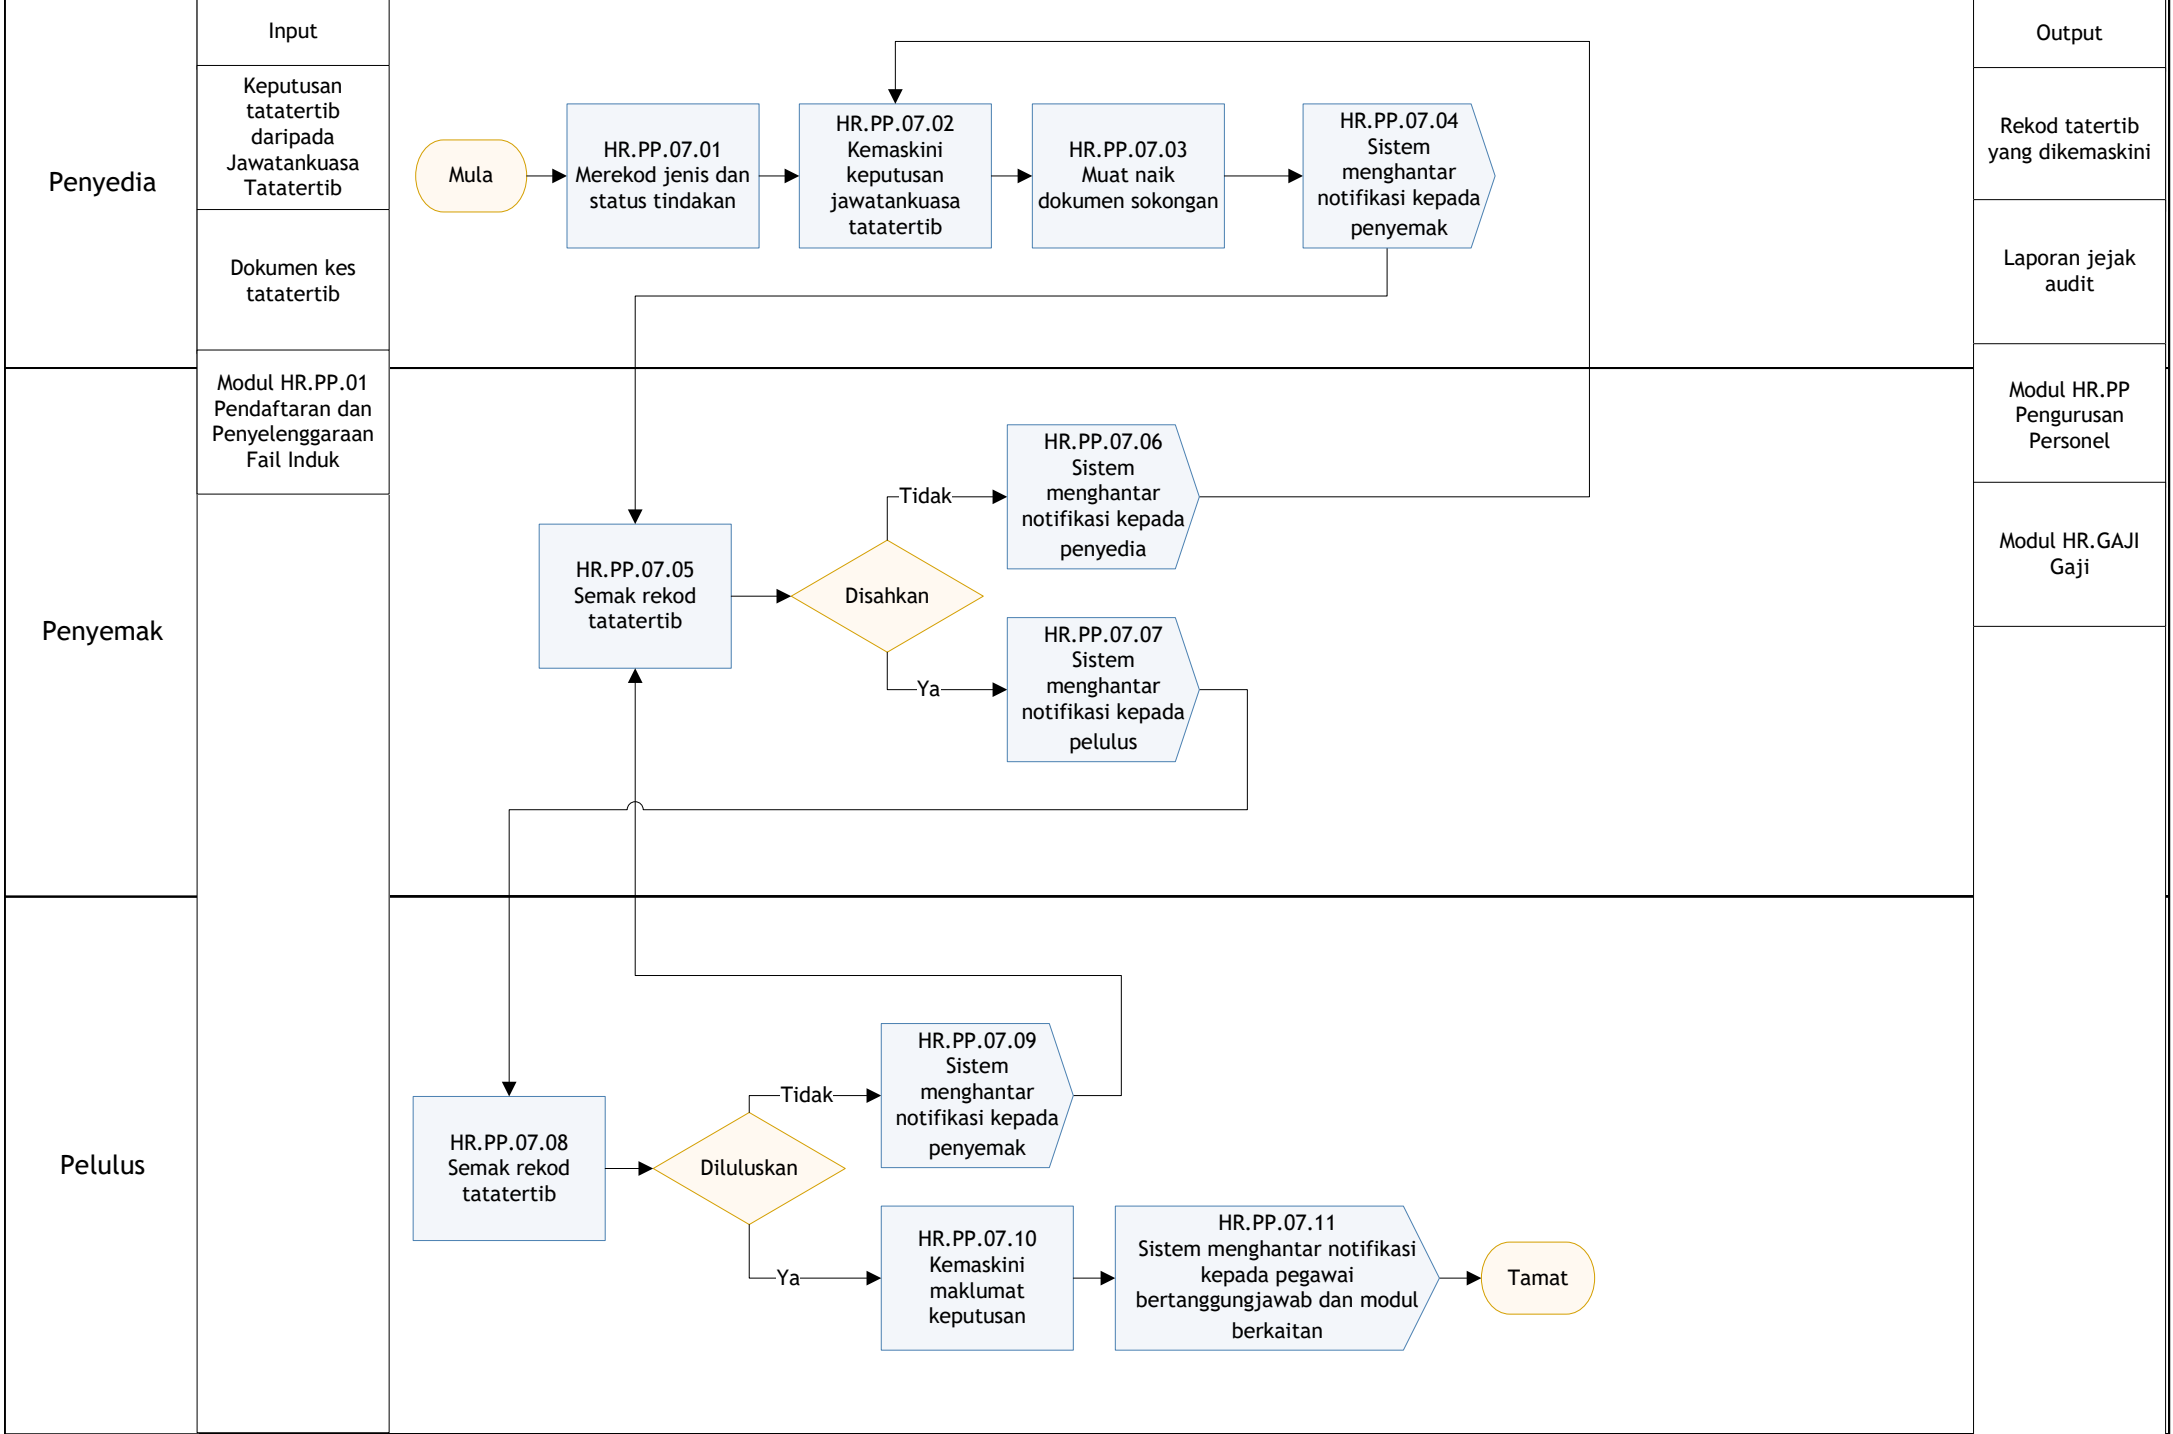 Penyedia
Input
Keputusan
tatatertib
daripada
Jawatankuasa
Tatatertib
Dokumen kes
tatatertib
Modul HR.PP.01
Pendaftaran dan
Penyelenggaraan
Fail Induk
Mula
HR.PP.07.01
Merekod jenis dan
status tindakan
HR.PP.07.02
Kemaskini
keputusan
jawatankuasa
tatatertib
HR.PP.07.03
Muat naik
dokumen sokongan
HR.PP.07.04
Sistem
menghantar
notifikasi kepada
penyemak
Output
Rekod tatertib
yang dikemaskini
Laporan jejak
audit
Modul HR.PP
Pengurusan
Personel
Modul HR.GAJI
Gaji
Penyemak
HR.PP.07.05
Semak rekod
tatatertib
Disahkan
Tidak
HR.PP.07.06
Sistem
menghantar
notifikasi kepada
penyedia
Ya
HR.PP.07.07
Sistem
menghantar
notifikasi kepada
pelulus
Pelulus
HR.PP.07.08
Semak rekod
tatatertib
Diluluskan
Tidak
HR.PP.07.09
Sistem
menghantar
notifikasi kepada
penyemak
Ya
HR.PP.07.10
Kemaskini
maklumat
keputusan
HR.PP.07.11
Sistem menghantar notifikasi
kepada pegawai
bertanggungjawab dan modul
berkaitan
Tamat